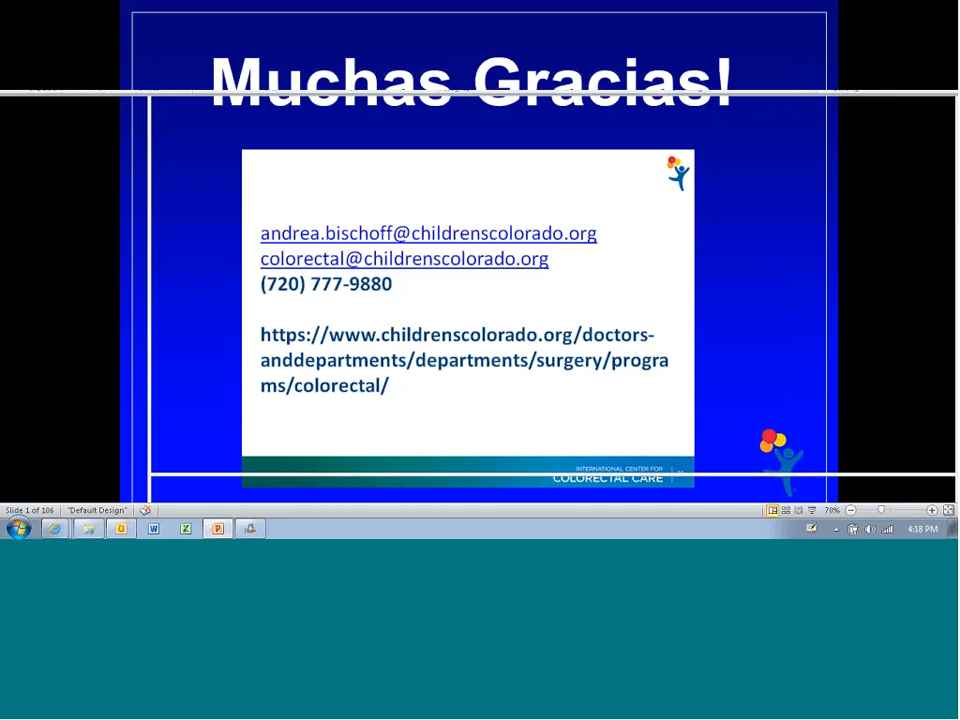 Muchas Gracias!
andrea.bischoff@childrenscolorado.org
colorectal@childrenscolorado.org
(720) 777-9880
https://www.childrenscolorado.org/doctors-
anddepartments/departments/surgery/progra
ms/colorectal/
INTERNATIONAL CENTER FOR
COLORECTAL CARE
Slide 1 of 106 "Default Design" 70%
4:18 PM